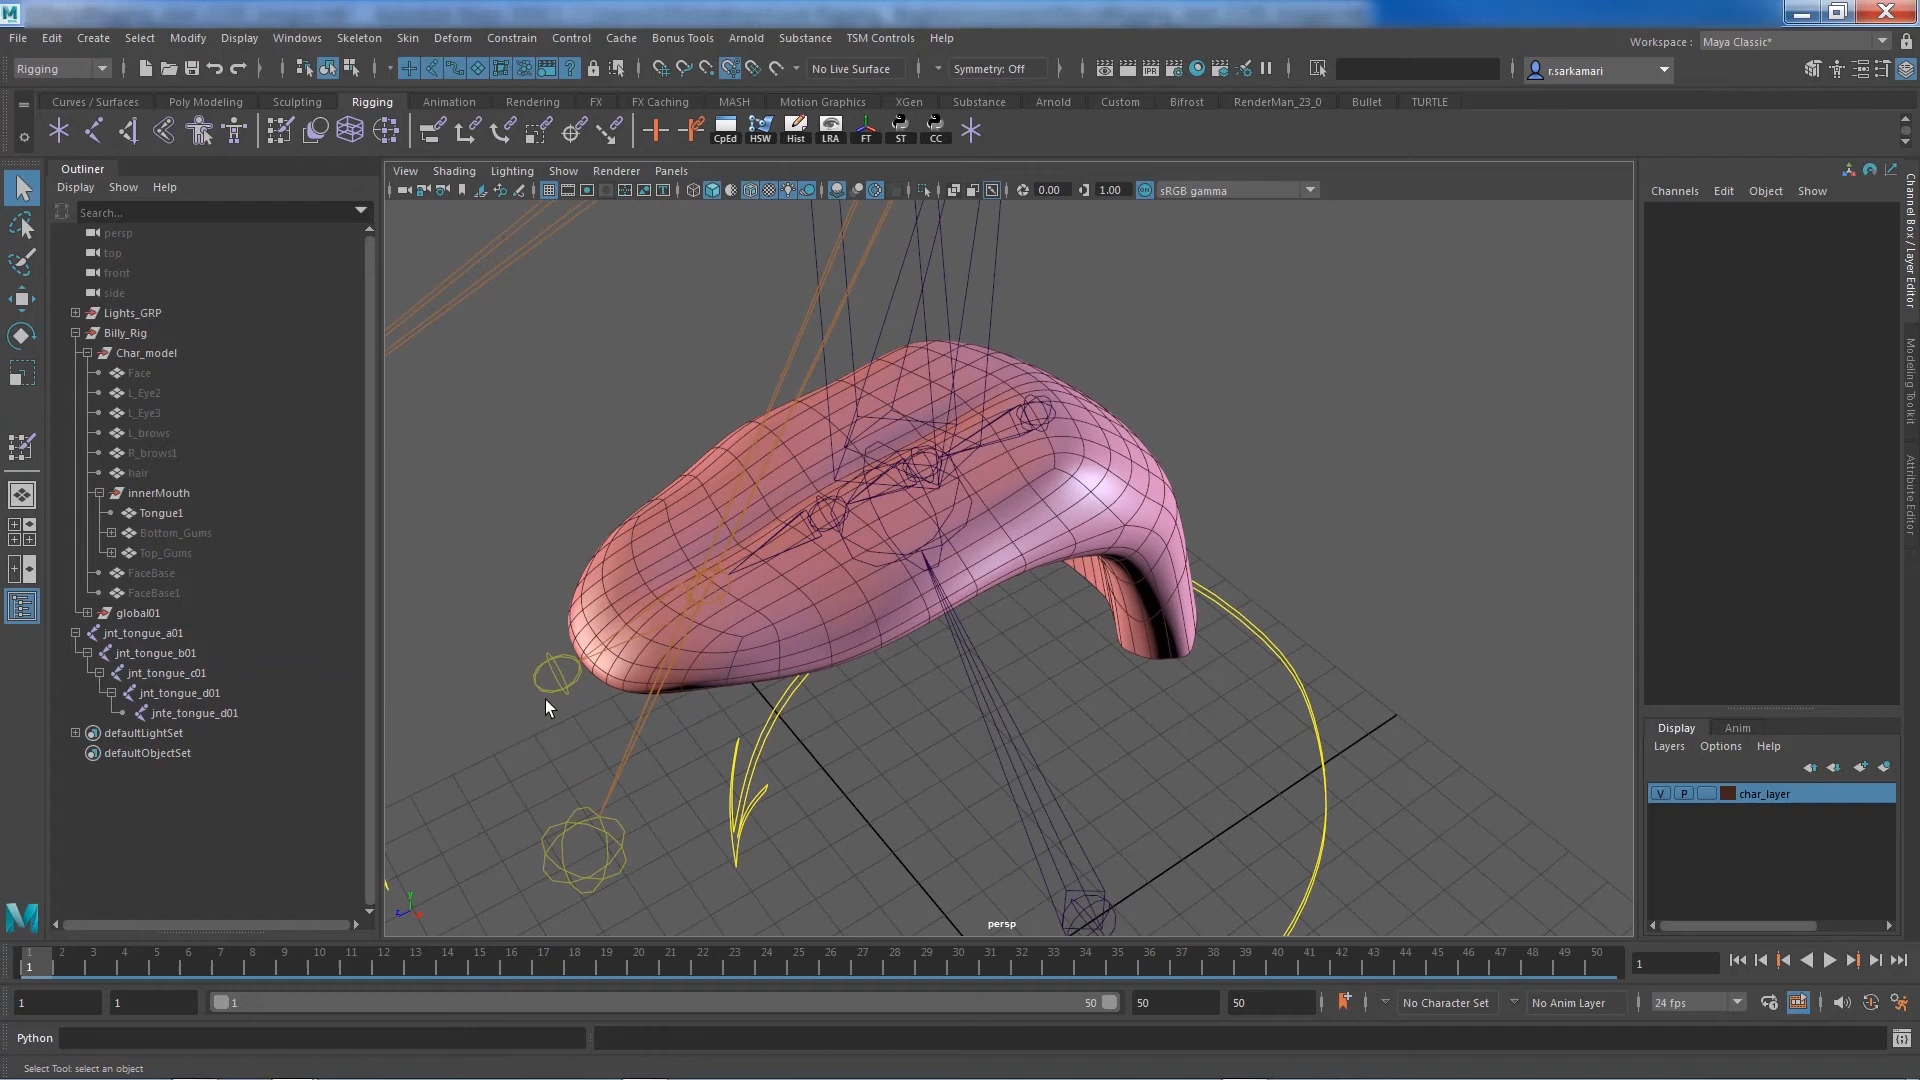 M
File Edit Create Select Modify Display Windows Skeleton Skin Deform Constrain Control Cache Bonus Tools Arnold Substance TSM Controls Help
Workspace : Maya Classic*
Rigging No Live Surface Symmetry: Off r.sarkamari
Curves / Surfaces Poly Modeling Sculpting Rigging Animation Rendering FX FX Caching MASH Motion Graphics XGen Substance Arnold Custom Bifrost RenderMan_23_0 Bullet TURTLE
CpEd HSW Hist LRA FT ST CC
Outliner
Display Show Help
Search...
persp
top
front
side
Lights_GRP
Billy_Rig
Char_model
Face
L_Eye2
L_Eye3
L_brows
R_brows1
hair
innerMouth
Tongue1
Bottom_Gums
Top_Gums
FaceBase
FaceBase1
global01
jnt_tongue_a01
jnt_tongue_b01
jnt_tongue_c01
jnt_tongue_d01
jnte_tongue_d01
defaultLightSet
defaultObjectSet
View Shading Lighting Show Renderer Panels
0.00 1.00 sRGB gamma
persp
Channels Edit Object Show
Channel Box / Layer Editor
Modeling Toolkit
Attribute Editor
Display Anim
Layers Options Help
V P char_layer
1 2 3 4 5 6 7 8 9 10 11 12 13 14 15 16 17 18 19 20 21 22 23 24 25 26 27 28 29 30 31 32 33 34 35 36 37 38 39 40 41 42 43 44 45 46 47 48 49 50
1 1
1 1 1 50 50 50 No Character Set No Anim Layer 24 fps
Python
Select Tool: select an object